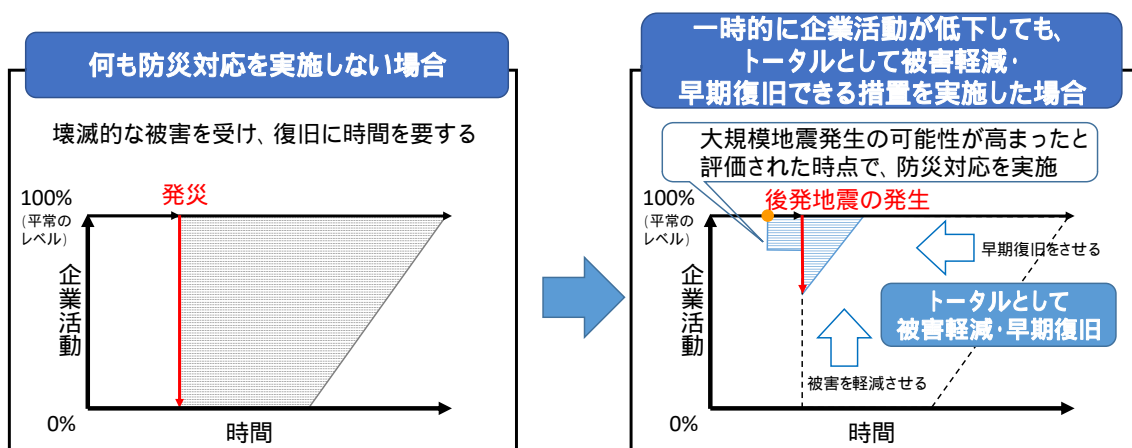 何も防災対応を実施しない場合
壊滅的な被害を受け、復旧に時間を要する
100%
(平常の
レベル)
発災
企業活動
0%
時間
一時的に企業活動が低下しても、
トータルとして被害軽減・
早期復旧できる措置を実施した場合
大規模地震発生の可能性が高まったと
評価された時点で、防災対応を実施
100%
(平常の
レベル)
後発地震の発生
早期復旧をさせる
企業活動
トータルとして
被害軽減・早期復旧
被害を軽減させる
0%
時間